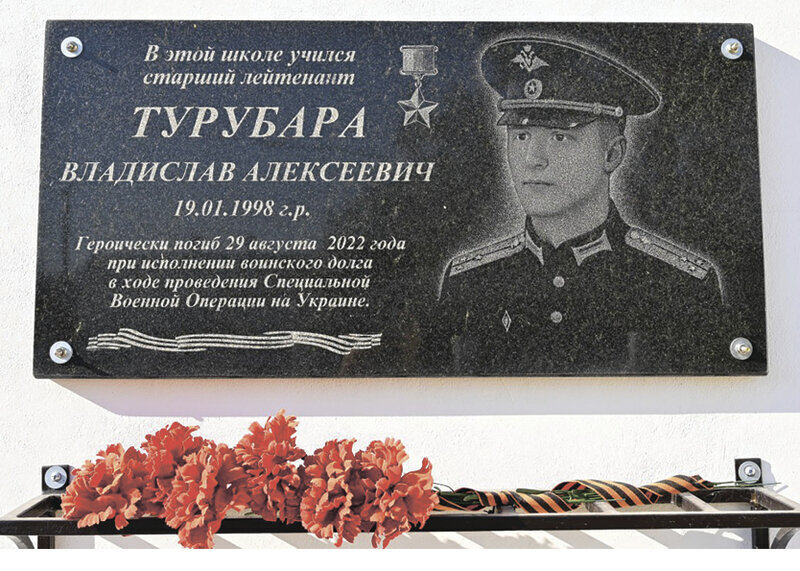 В этой школе учился
старший лейтенант
ТУРУБАРА
ВЛАДИСЛАВ АЛЕКСЕЕВИЧ
19.01.1998 г.р.
Героически погиб 29 августа 2022 года
при исполнении воинского долга
в ходе проведения Специальной
Военной Операции на Украине.